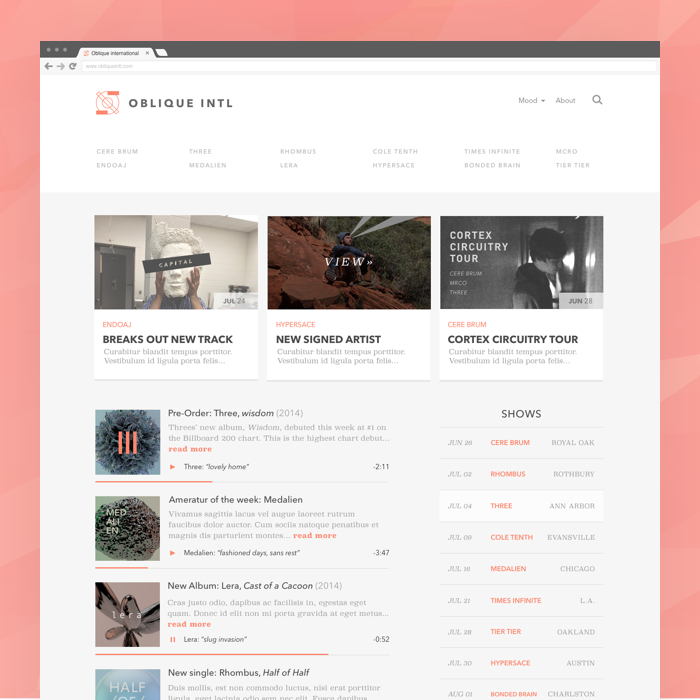 Oblique international
www.obliqueintl.com
OBLIQUE INTL
Mood
About
CERE BRUM
THREE
RHOMBUS
COLE TENTH
TIMES INFINITE
MCRO
ENDOAJ
MEDALIEN
LERA
HYPERSACE
BONDED BRAIN
TIER TIER
CAPITAL
JUL 24
VIEW»
CORTEX
CIRCUITRY
TOUR
CERE BRUM
MRCO
THREE
JUN 28
ENDOAJ
BREAKS OUT NEW TRACK
Curabitur blandit tempus porttitor.
Vestibulum id ligula porta felis...
HYPERSACE
NEW SIGNED ARTIST
Curabitur blandit tempus porttitor.
Vestibulum id ligula porta felis...
CERE BRUM
CORTEX CIRCUITRY TOUR
Curabitur blandit tempus porttitor.
Vestibulum id ligula porta felis...
Pre-Order: Three, wisdom (2014)
Threes' new album, Wisdom, debuted this week at #1 on
the Billboard 200 chart. This is the highest chart debut...
read more
Three: "lovely home"
-2:11
MED
ALI
EN
Ameratur of the week: Medalien
Vivamus sagittis lacus vel augue laoreet rutrum
faucibus dolor auctor. Cum sociis natoque penatibus et
magnis dis parturient montes... read more
Medalien: "fashioned days, sans rest"
-3:47
lera
New Album: Lera, Cast of a Cacoon (2014)
Cras justo odio, dapibus ac facilisis in, egestas eget
quam. Donec id elit non mi porta gravida at eget metus...
read more
Lera: "slug invasion"
-0:52
HALF
New single: Rhombus, Half of Half
Duis mollis, est non commodo luctus, nisi erat porttitor
SHOWS
JUN 26 CERE BRUM ROYAL OAK
JUL 02 RHOMBUS ROTHBURY
JUL 04 THREE ANN ARBOR
JUL 09 COLE TENTH EVANSVILLE
JUL 16 MEDALIEN CHICAGO
JUL 21 TIMES INFINITE L.A.
JUL 28 TIER TIER OAKLAND
JUL 30 HYPERSACE AUSTIN
AUG 01 BONDED BRAIN CHARLSTON